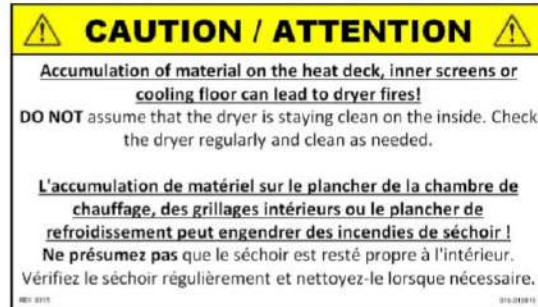 CAUTION / ATTENTION
Accumulation of material on the heat deck, inner screens or
cooling floor can lead to dryer fires!
DO NOT assume that the dryer is staying clean on the inside. Check
the dryer regularly and clean as needed.
L'accumulation de matériel sur le plancher de la chambre de
chauffage, des grillages intérieurs ou le plancher de
refroidissement peut engendrer des incendies de séchoir !
Ne présumez pas que le séchoir est resté propre à l'intérieur.
Vérifiez le séchoir régulièrement et nettoyez-le lorsque nécessaire.